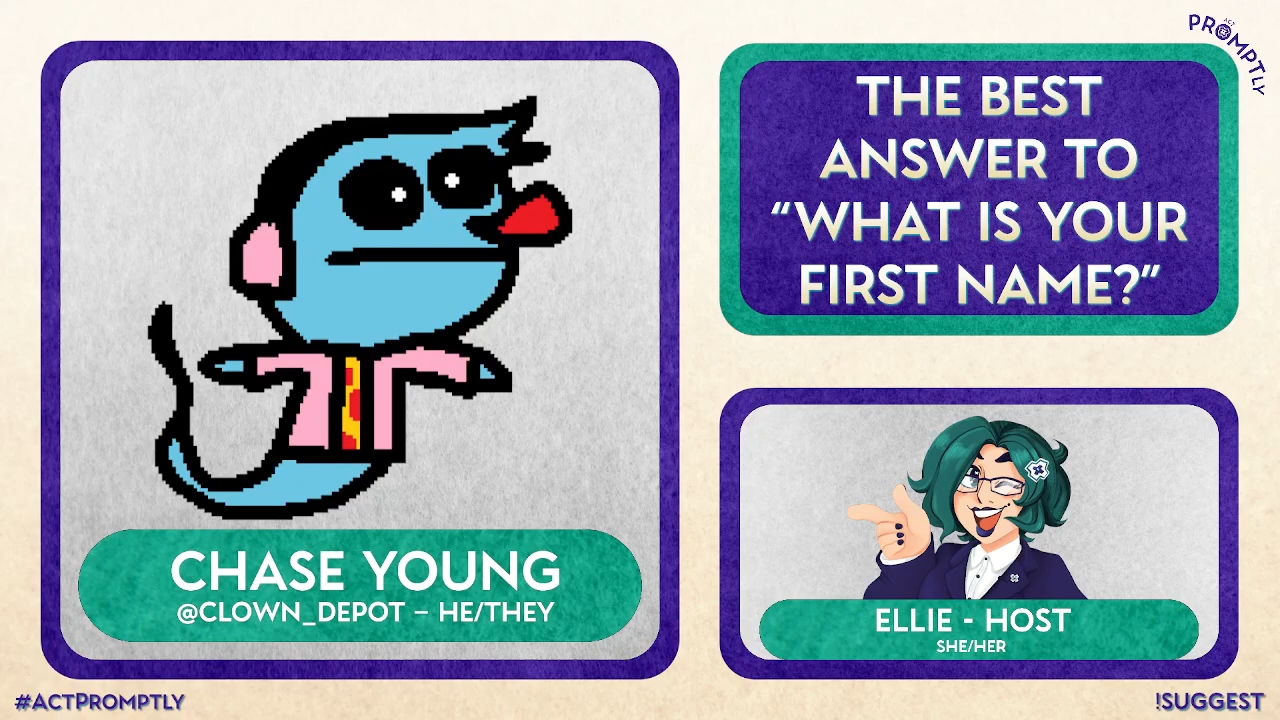 ACT
PROMPTLY
THE BEST
ANSWER TO
“WHAT IS YOUR
FIRST NAME?”
CHASE YOUNG
@CLOWN_DEPOT – HE/THEY
ELLIE - HOST
SHE/HER
#ACTPROMPTLY
!SUGGEST